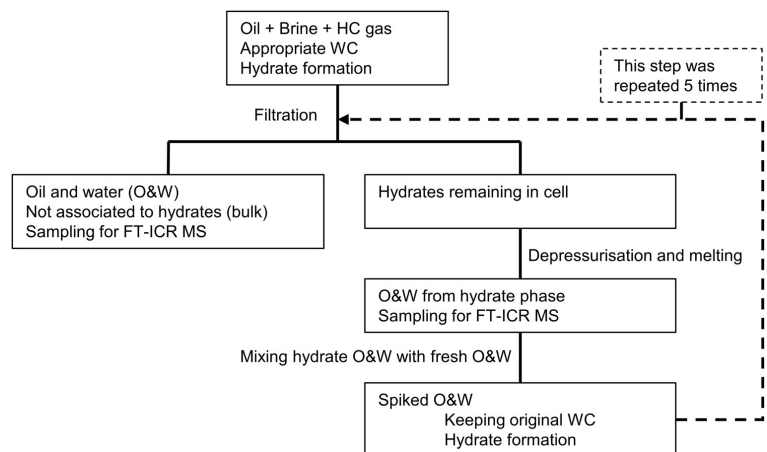 Oil + Brine + HC gas
Appropriate WC
Hydrate formation
This step was
repeated 5 times
Filtration
Oil and water (O&W)
Not associated to hydrates (bulk)
Sampling for FT-ICR MS
Hydrates remaining in cell
Depressurisation and melting
O&W from hydrate phase
Sampling for FT-ICR MS
Mixing hydrate O&W with fresh O&W
Spiked O&W
Keeping original WC
Hydrate formation